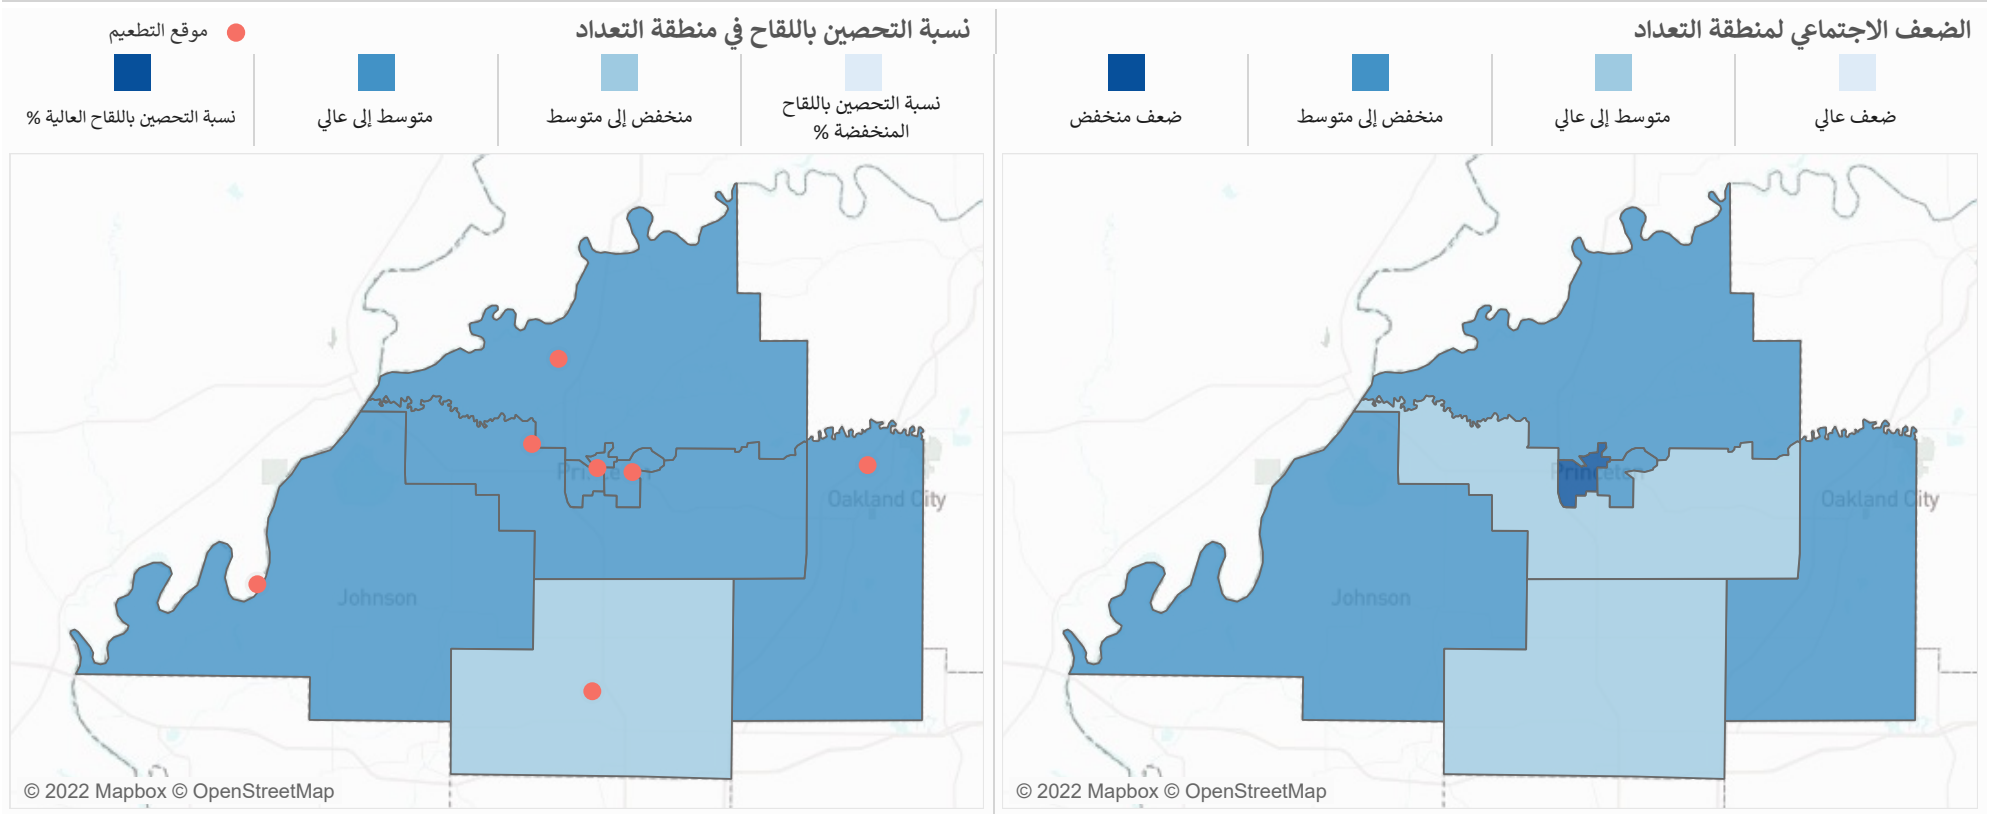 الضعف الاجتماعي لمنطقة التعداد
ضعف عالي
متوسط إلى عالي
منخفض إلى متوسط
ضعف منخفض
Princeton
Oakland City
Johnson
© 2022 Mapbox © OpenStreetMap
نسبة التحصين باللقاح في منطقة التعداد
موقع التطعيم
نسبة التحصين باللقاح
المنخفضة %
منخفض إلى متوسط
متوسط إلى عالي
نسبة التحصين باللقاح العالية %
Princeton
Oakland City
Johnson
© 2022 Mapbox © OpenStreetMap